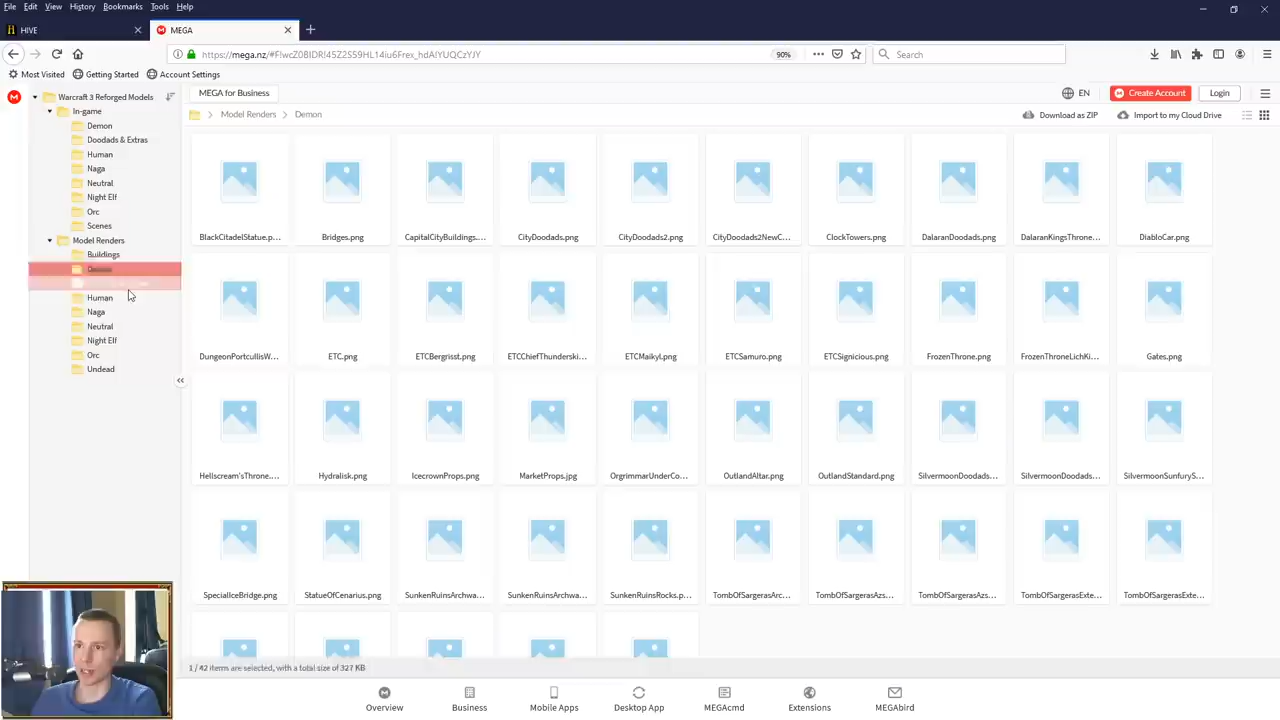 File Edit View History Bookmarks Tools Help
HIVE
MEGA
90%
Search
Most Visited
Getting Started
Account Settings
Warcraft 3 Reforged Models
MEGA for Business
EN
Create Account
Login
In-game
Model Renders
Demon
Download as ZIP
Import to my Cloud Drive
Demon
Doodads & Extras
Human
Naga
Neutral
Night Elf
Orc
Scenes
Model Renders
Buildings
Demon
Human
Naga
Neutral
Night Elf
Orc
Undead
BlackCitadelStatue.p...
Bridges.png
CapitalCityBuildings....
CityDoodads.png
CityDoodads2.png
CityDoodads2NewC...
ClockTowers.png
DalaranDoodads.png
DalaranKingsThrone...
DiabloCar.png
DungeonPortcullisW...
ETC.png
ETCBergrisst.png
ETCChiefThunderski...
ETCMaikyl.png
ETCSamuro.png
ETCSignicious.png
FrozenThrone.png
FrozenThroneLichKi...
Gates.png
Hellscream'sThrone....
Hydralisk.png
IcecrownProps.png
MarketProps.jpg
OrgrimmarUnderCo...
OutlandAltar.png
OutlandStandard.png
SilvermoonDoodads...
SilvermoonDoodads...
SilvermoonSunfuryS...
SpecialIceBridge.png
StatueOfCenarius.png
SunkenRuinsArchwa...
SunkenRuinsArchwa...
SunkenRuinsRocks.p...
TombOfSargerasArc...
TombOfSargerasAzs...
TombOfSargerasAzs...
TombOfSargerasExte...
TombOfSargerasExte...
1 / 42 items are selected, with a total size of 327 KB
Overview
Business
Mobile Apps
Desktop App
MEGAcmd
Extensions
MEGAbird